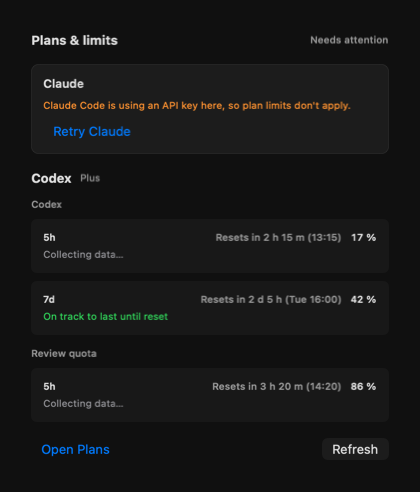 Plans & limits Needs attention
Claude
Claude Code is using an API key here, so plan limits don't apply.
Retry Claude
Codex Plus
Codex
5h Resets in 2 h 15 m (13:15) 17 %
Collecting data...
7d Resets in 2 d 5 h (Tue 16:00) 42 %
On track to last until reset
Review quota
5h Resets in 3 h 20 m (14:20) 86 %
Collecting data...
Open Plans Refresh